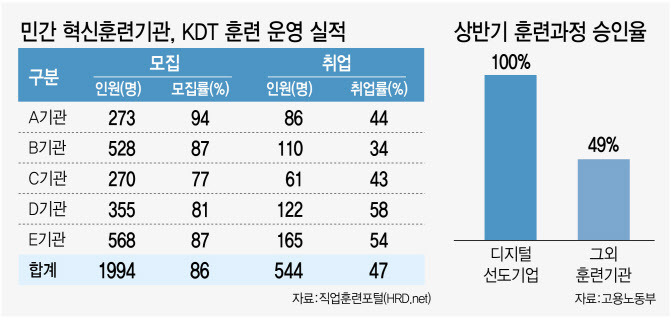 민간 혁신훈련기관, KDT 훈련 운영 실적
구분 모집 취업
인원(명) 모집률(%) 인원(명) 취업률(%)
A기관 273 94 86 44
B기관 528 87 110 34
C기관 270 77 61 43
D기관 355 81 122 58
E기관 568 87 165 54
합계 1994 86 544 47
자료:직업훈련포털(HRD.net)
상반기 훈련과정 승인율
100%
49%
디지털
선도기업
그외
훈련기관
자료:고용노동부